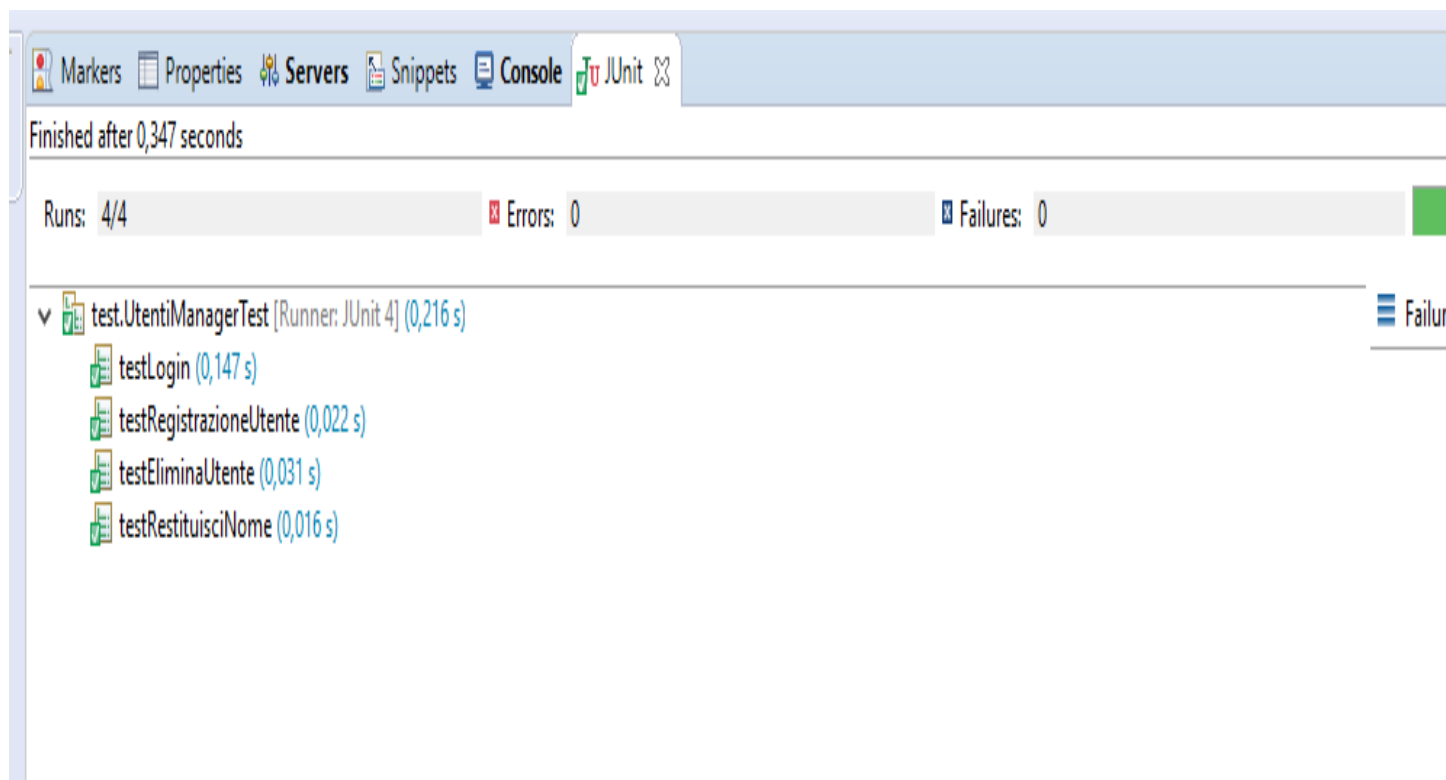 Markers Properties Servers Snippets Console JUnit
Finished after 0,347 seconds
Runs: 4/4 Errors: 0 Failures: 0
test.UtentiManagerTest [Runner: JUnit 4] (0,216 s)
Failur
testLogin (0,147 s)
testRegistrazioneUtente (0,022 s)
testEliminaUtente (0,031 s)
testRestituisciNome (0,016 s)